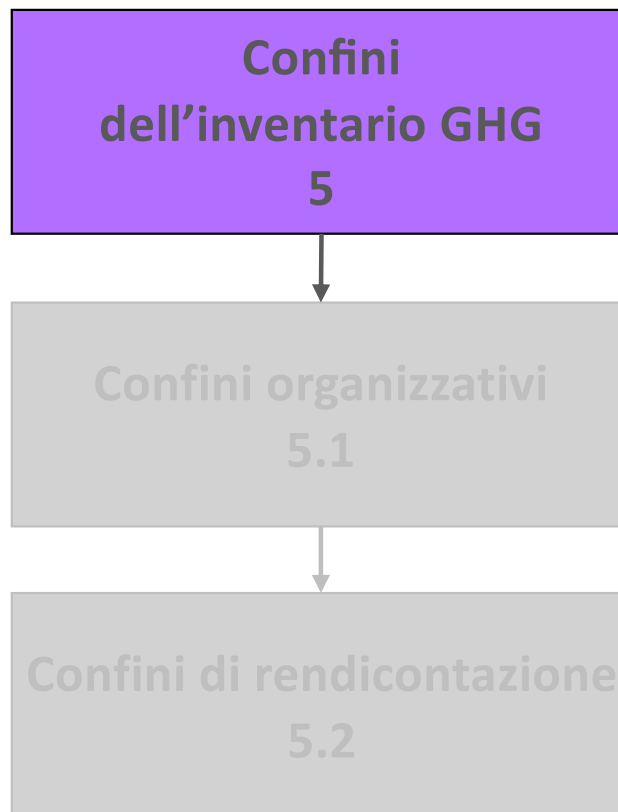 Confini
dell’inventario GHG
5
Confini organizzativi
5.1
Confini di rendicontazione
5.2